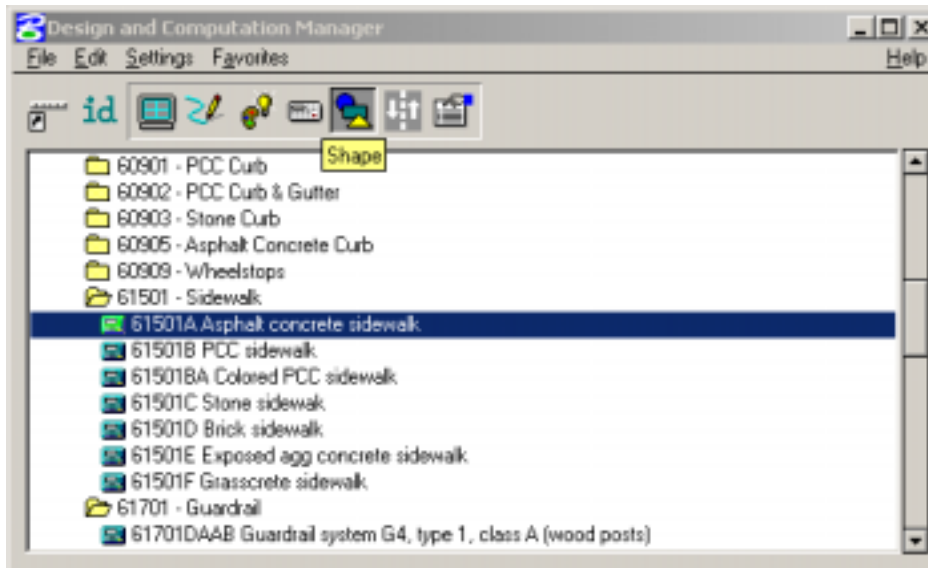 Design and Computation Manager
File Edit Settings Favorites Help
id
Shape
60901 - PCC Curb
60902 - PCC Curb & Gutter
60903 - Stone Curb
60905 - Asphalt Concrete Curb
60909 - Wheelstops
61501 - Sidewalk
61501A Asphalt concrete sidewalk
61501B PCC sidewalk
61501BA Colored PCC sidewalk
61501C Stone sidewak
61501D Brick sidewalk
61501E Exposed agg concrete sidewalk
61501F Grasscrete sidewalk
61701 - Guardrail
61701DAAB Guardrail system G4, type 1, class A (wood posts)